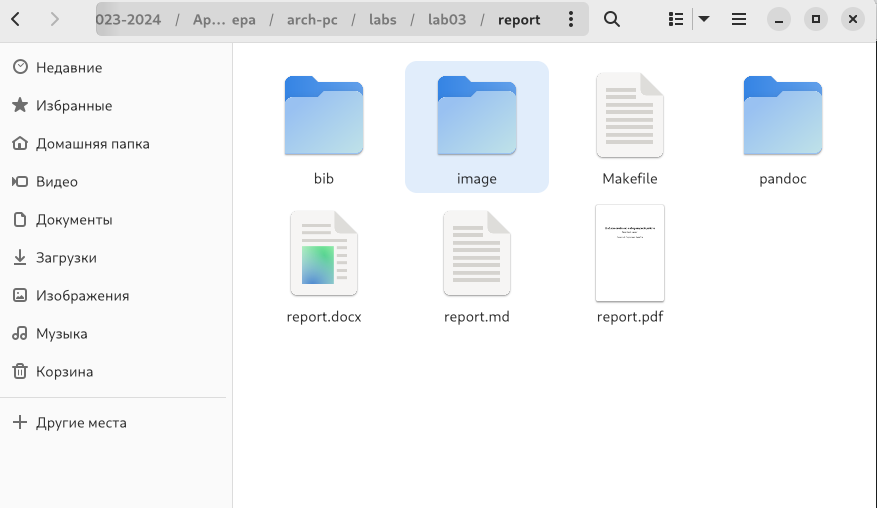 023-2024 / Ар… ера / arch-pc / labs / lab03 / report
Недавние
Избранные
Домашняя папка
Видео
Документы
Загрузки
Изображения
Музыка
Корзина
Другие места
bib image Makefile pandoc
report.docx report.md report.pdf